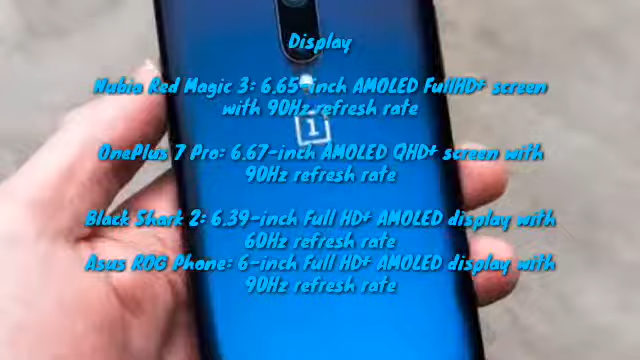 Display
Nubia Red Magic 3: 6.65-inch AMOLED FullHD+ screen
with 90Hz refresh rate
1
OnePlus 7 Pro: 6.67-inch AMOLED QHD+ screen with
90Hz refresh rate
Black Shark 2: 6.39-inch Full HD+ AMOLED display with
60Hz refresh rate
Asus ROG Phone: 6-inch Full HD+ AMOLED display with
90Hz refresh rate